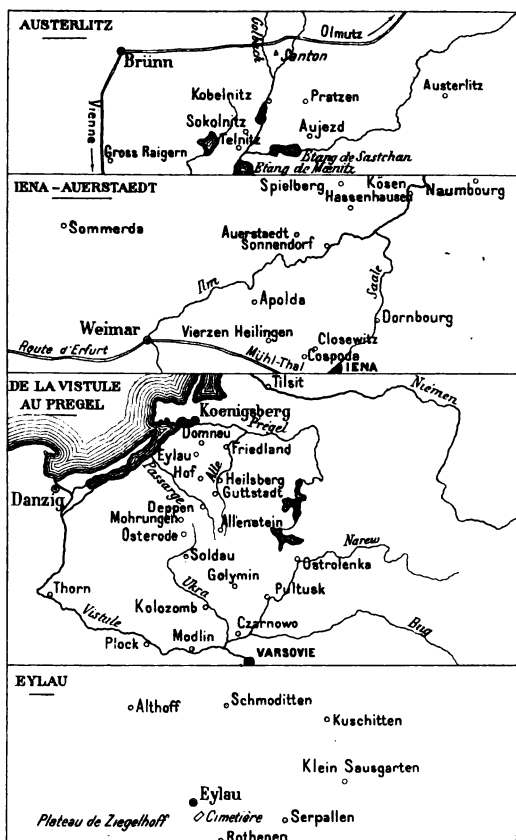 AUSTERLITZ
Golbach
Olmutz
Brünn
Santon
Kobelnitz
Pratzen
Austerlitz
Vienne
Sokolnitz
Telnitz
Aujezd
Gross Raigern
Etang de Satschan
Etang de Mœnitz
IENA-AUERSTAEDT
Spielberg
Kösen
Naumbourg
Hassenhausen
Sommerda
Auerstaedt
Sonnendorf
Ilm
Saale
Apolda
Dornbourg
Weimar
Vierzen Heilingen
Closewitz
Route d'Erfurt
Mühl-Thal
Cospoda
IENA
DE LA VISTULE
AU PREGEL
Tilsit
Niemen
Koenigsberg
Prégel
Domnau
Friedland
Eylau
Passarge
Hof
Alle
Heilsberg
Danzig
Guttstadt
Deppen
Mohrungen
Allenstein
Osterode
Narew
Soldau
Ostrolenka
Golymin
Ukra
Thorn
Pultusk
Vistule
Kolozomb
Czarnowo
Bug
Plock
Modlin
VARSOVIE
EYLAU
Althoff
Schmoditten
Kuschitten
Klein Sausgarten
Eylau
Plateau de Ziegelhoff
Cimetière
Serpallen
Rothenen